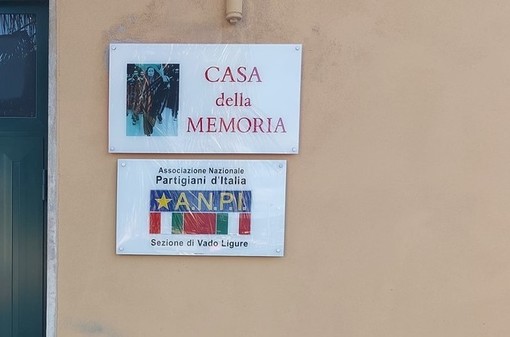 CASA
della
MEMORIA
Associazione Nazionale
Partigiani d'Italia
A.N.P.I.
Sezione di Vado Ligure